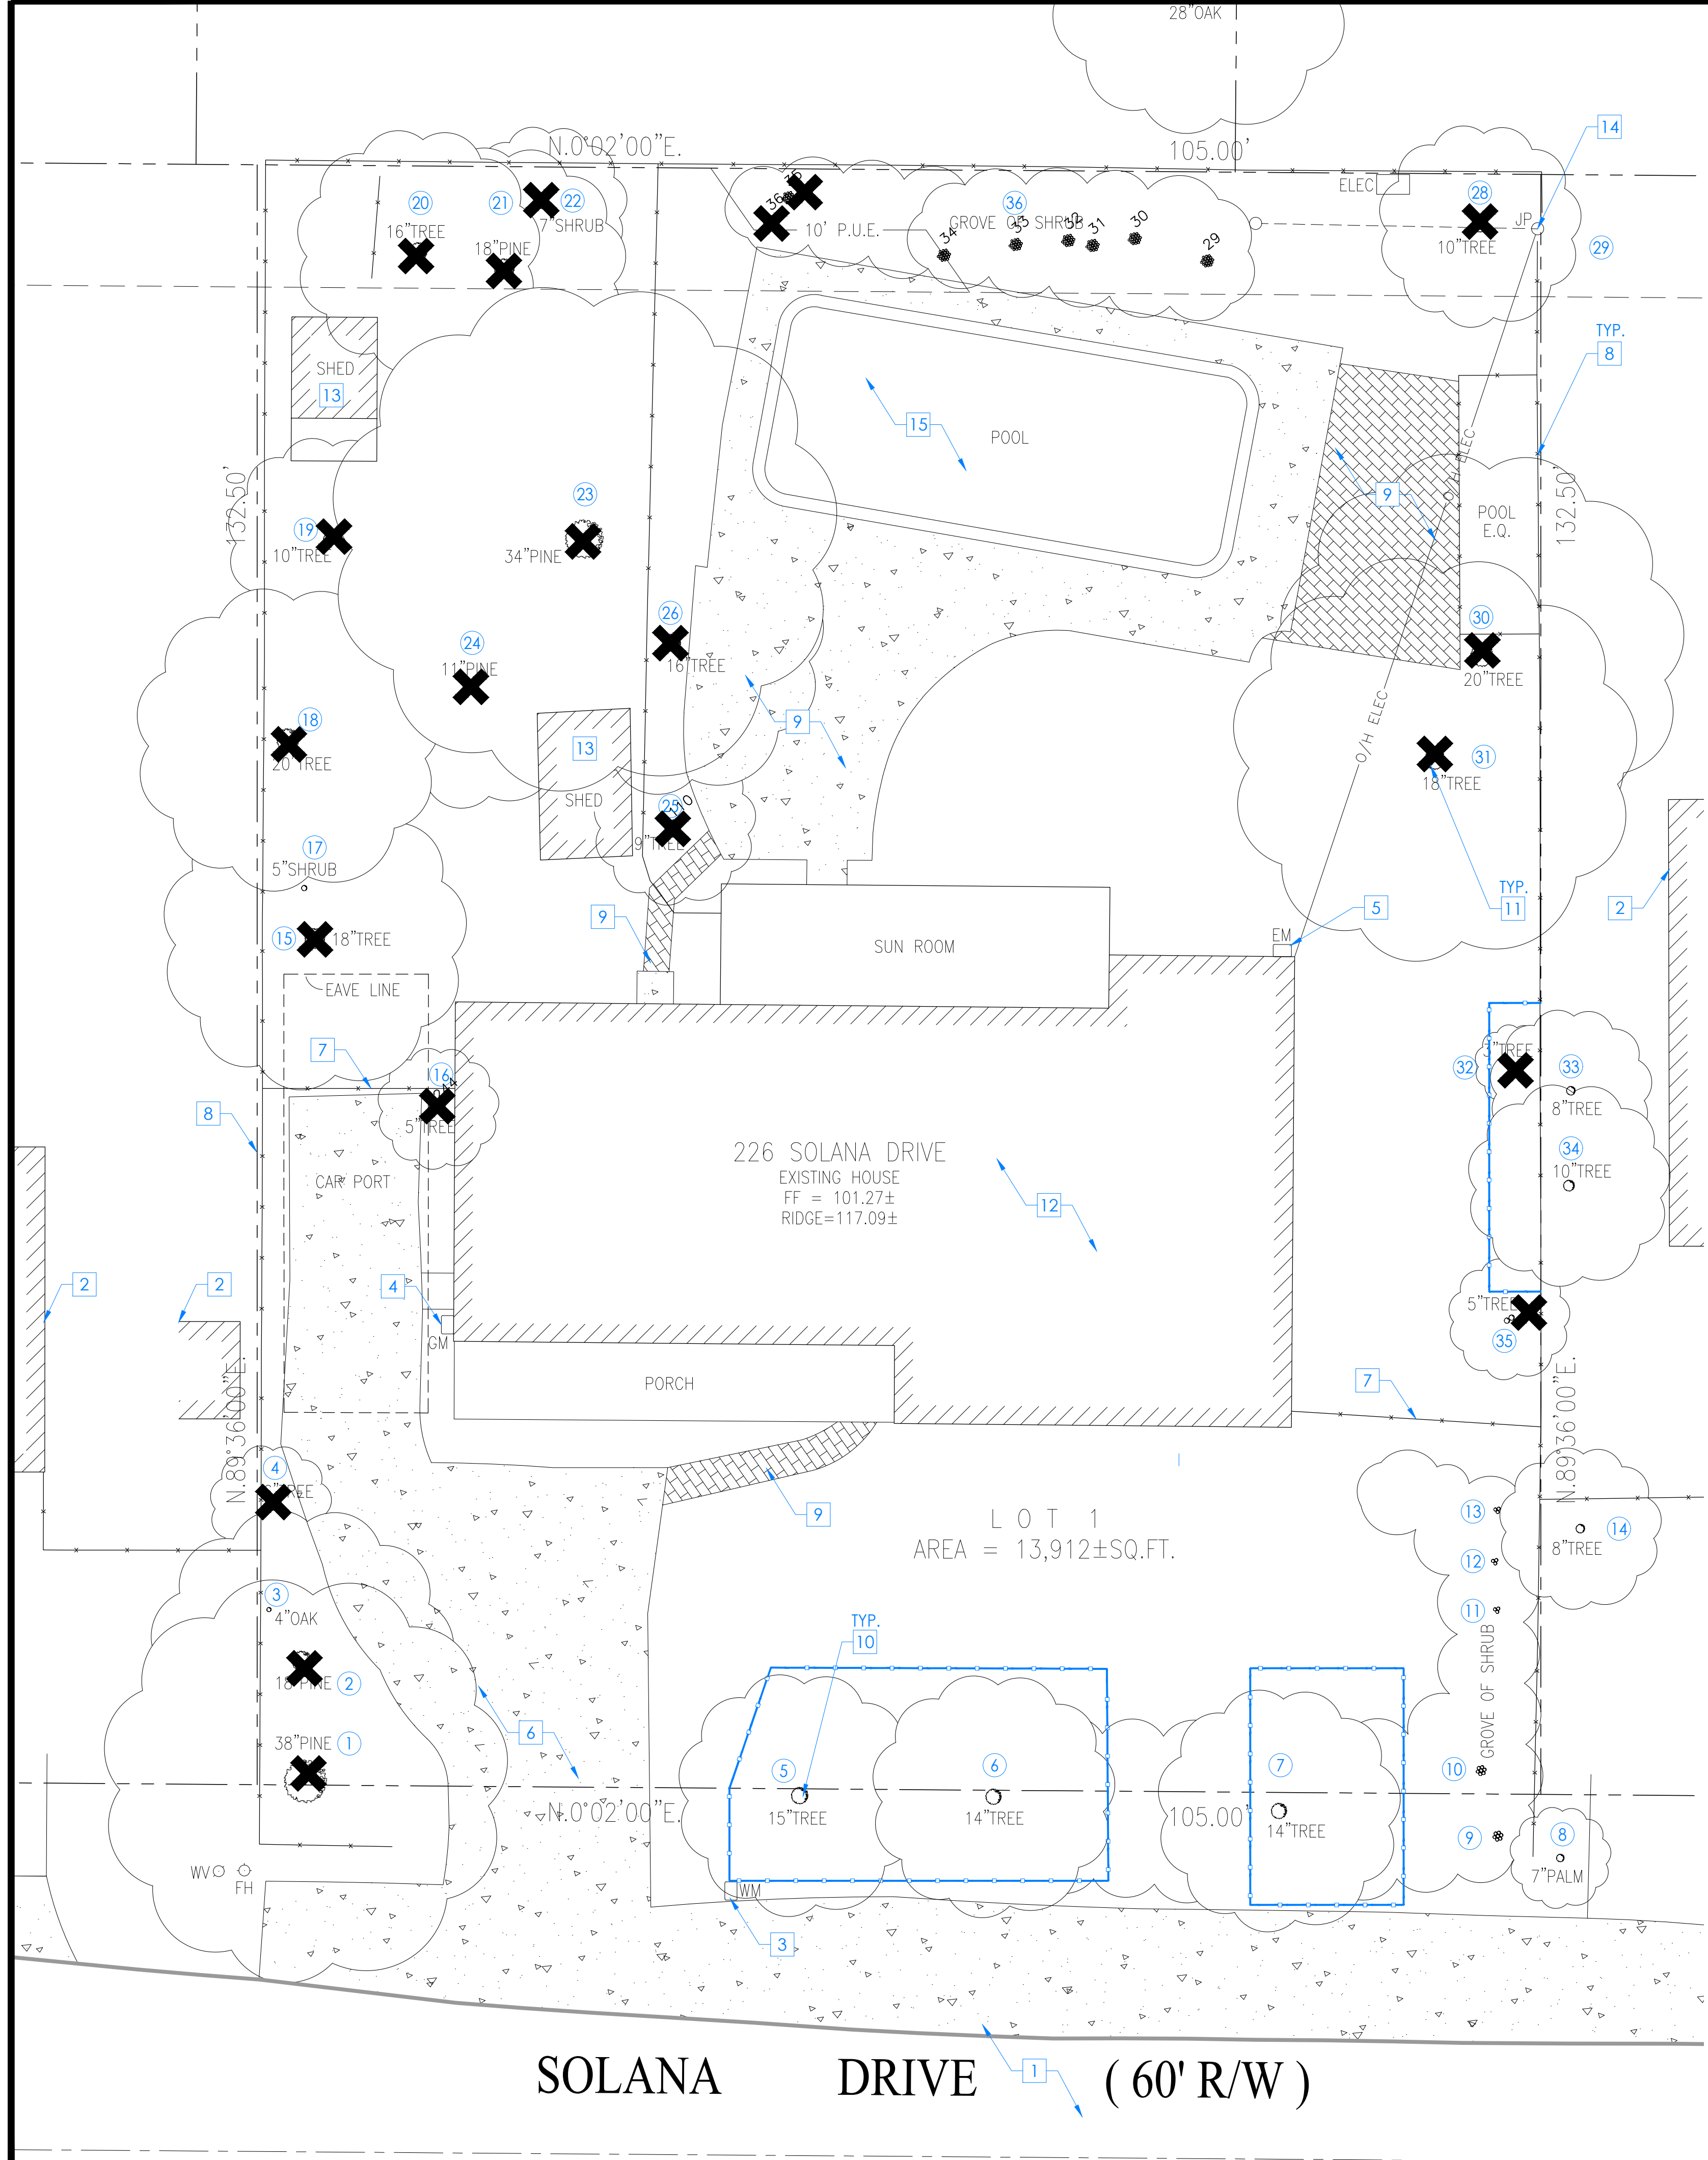 28"OAK
N.0°02'00"E.
105.00'
14
ELEC
28
JP
10"TREE
29
20
16"TREE
21
18"PINE
22
7"SHRUB
35
36
10' P.U.E.
36
GROVE OF SHRUB
34
33
32
31
30
29
TYP.
8
SHED
13
15
POOL
132.50'
132.50'
9
O/H ELEC
POOL
E.Q.
23
34"PINE
19
10"TREE
26
16"TREE
24
11"PINE
30
20"TREE
18
20"TREE
9
13
SHED
O/H ELEC
31
18"TREE
25
9"TREE
17
5"SHRUB
TYP.
11
2
15
18"TREE
9
5
EM
SUN ROOM
EAVE LINE
7
16
5"TREE
8
32
33
8"TREE
34
10"TREE
CAR PORT
226 SOLANA DRIVE
EXISTING HOUSE
FF = 101.27±
RIDGE=117.09±
12
2
2
4
GM
5"TREE
35
PORCH
7
N.89°36'00"E.
N.89°36'00"E.
4
9
LOT 1
AREA = 13,912±SQ.FT.
13
14
8"TREE
12
11
3
4"OAK
TYP.
10
GROVE OF SHRUB
18"PINE
2
6
38"PINE
1
5
15"TREE
6
14"TREE
7
14"TREE
10
9
8
7"PALM
N.0°02'00"E.
105.00'
WV
FH
WM
3
SOLANA DRIVE ( 60' R/W )
1